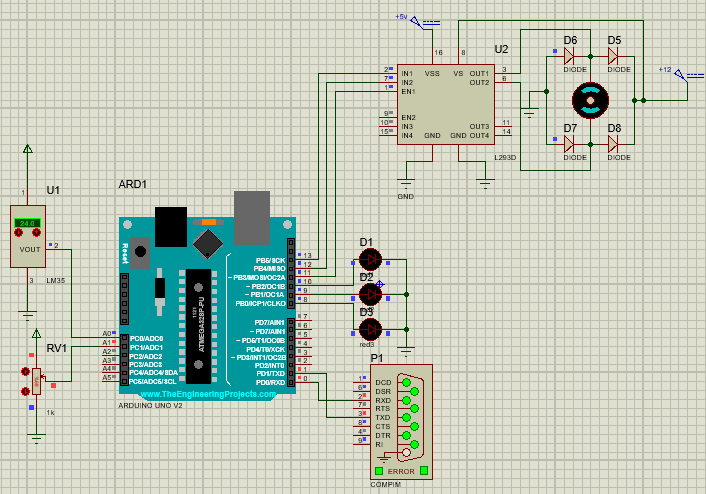 +5v
16
8
U2
D6
D5
DIODE
DIODE
+12
2
7
1
IN1
IN2
EN1
VSS
VS
OUT1
OUT2
3
6
9
10
15
EN2
IN3
IN4
GND
GND
OUT3
OUT4
11
14
L293D
GND
D7
D8
DIODE
DIODE
U1
1
24.0
VOUT
2
3
LM35
ARD1
Reset
1121
ATMEGA328P-PU
PB5/SCK
13
PB4/MISO
12
~ PB3/MOSI/OC2A
11
~ PB2/OC1B
10
~ PB1/OC1A
9
PB0/ICP1/CLKO
8
PD7/AIN1
7
~ PD6/AIN1
6
~ PD5/T1/OC0B
5
PD4/T0/XCK
4
~ PD3/INT1/OC2B
3
PD2/INT0
2
PD1/TXD
1
PD0/RXD
0
A0
PC0/ADC0
A1
PC1/ADC1
A2
PC2/ADC2
A3
PC3/ADC3
A4
PC4/ADC4/SDA
A5
PC5/ADC5/SCL
www.TheEngineeringProjects.com
ARDUINO UNO V2
RV1
1k
D1
D2
D3
red3
P1
1
DCD
6
DSR
2
RXD
7
RTS
3
TXD
8
CTS
4
DTR
9
RI
ERROR
COMPIM